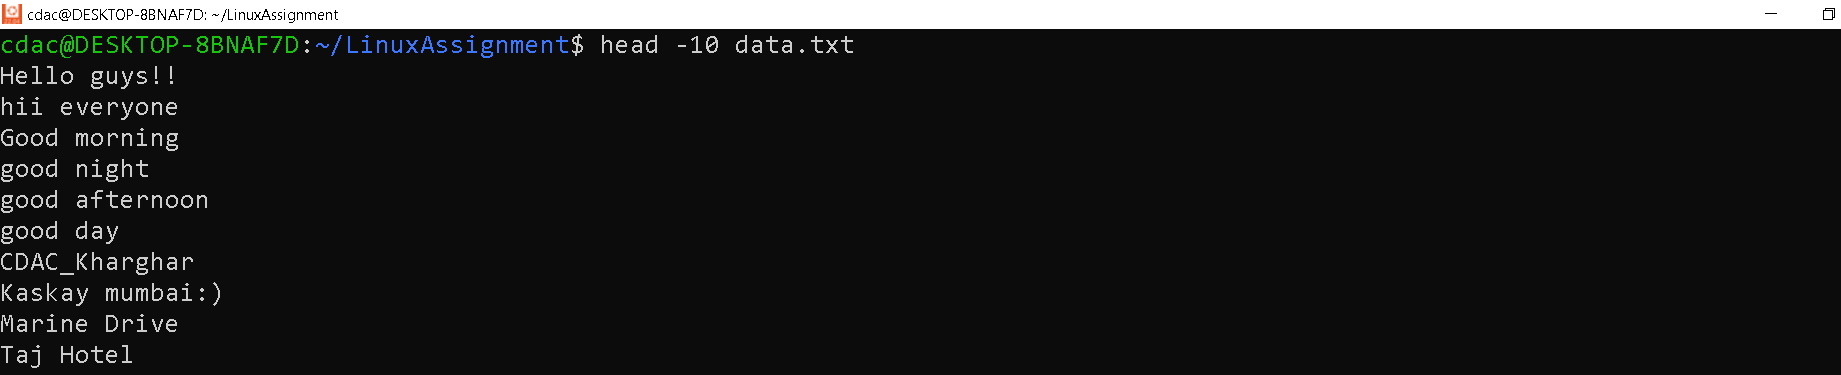 cdac@DESKTOP-8BNAF7D: ~/LinuxAssignment
cdac@DESKTOP-8BNAF7D:~/LinuxAssignment$ head -10 data.txt
Hello guys!!
hii everyone
Good morning
good night
good afternoon
good day
CDAC_Kharghar
Kaskay mumbai:)
Marine Drive
Taj Hotel